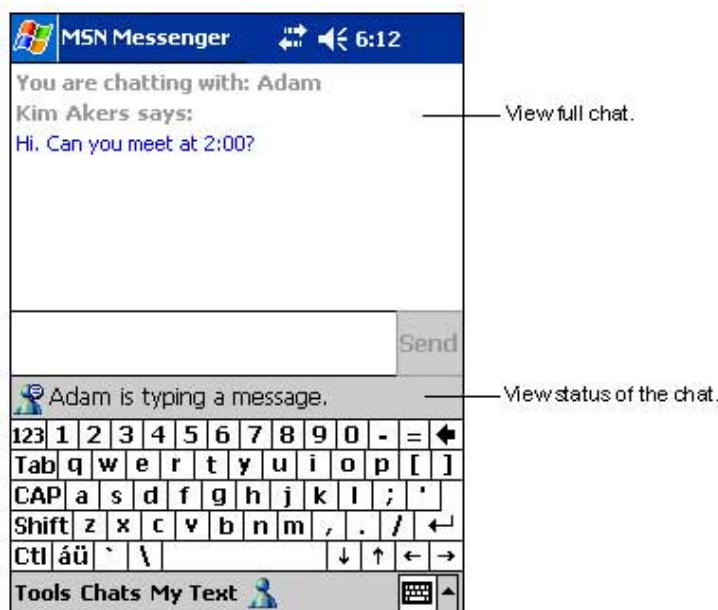 MSN Messenger 6:12
You are chatting with: Adam
Kim Akers says:
View full chat.
Hi. Can you meet at 2:00?
Send
Adam is typing a message.
View status of the chat.
123 1 2 3 4 5 6 7 8 9 0 - =
Tab q w e r t y u i o p [ ]
CAP a s d f g h j k l ; '
Shift z x c v b n m , . /
Ctl áü ` \ ↓ ↑ ← →
Tools Chats My Text